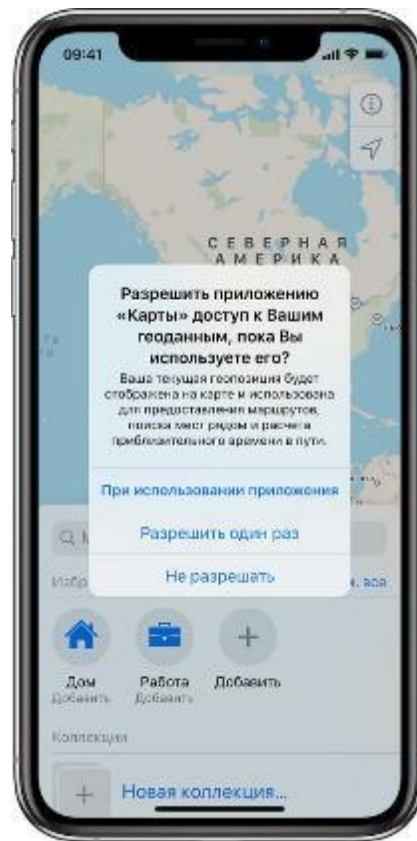 09:41
СЕВЕРНАЯ
АМЕРИКА
Разрешить приложению
«Карты» доступ к Вашим
геоданным, пока Вы
используете его?
Ваша текущая геопозиция будет
отображена на карте и использована
для предоставления маршрутов,
поиска мест рядом и расчета
приблизительного времени в пути.
При использовании приложения
Разрешить один раз
Не разрешать
все
Дом
Работа
Добавить
Добавить
Добавить
Коллекции
Новая коллекция...